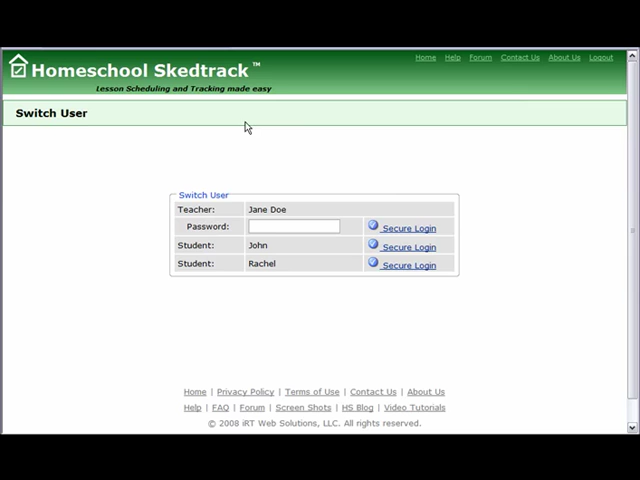 Home Help Forum Contact Us About Us Logout
Homeschool Skedtrack ™
Lesson Scheduling and Tracking made easy
Switch User
Switch User
Teacher: Jane Doe
Password: Secure Login
Student: John Secure Login
Student: Rachel Secure Login
Home | Privacy Policy | Terms of Use | Contact Us | About Us
Help | FAQ | Forum | Screen Shots | HS Blog | Video Tutorials
© 2008 iRT Web Solutions, LLC. All rights reserved.